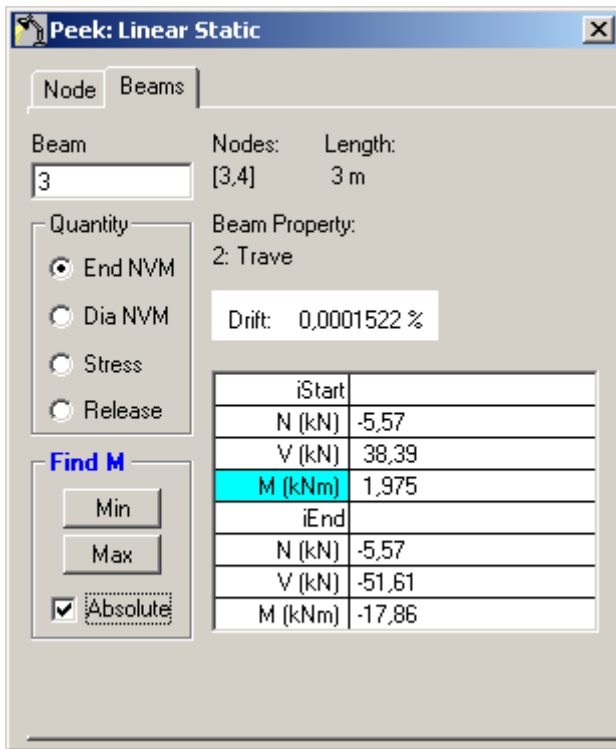 Peek: Linear Static
Node Beams
Beam
3
Nodes: Length:
[3,4] 3 m
Beam Property:
2: Trave
Quantity
End NVM
Dia NVM
Stress
Release
Drift: 0,0001522 %
Find M
Min
Max
Absolute
iStart
N (kN) -5,57
V (kN) 38,39
M (kNm) 1,975
iEnd
N (kN) -5,57
V (kN) -51,61
M (kNm) -17,86